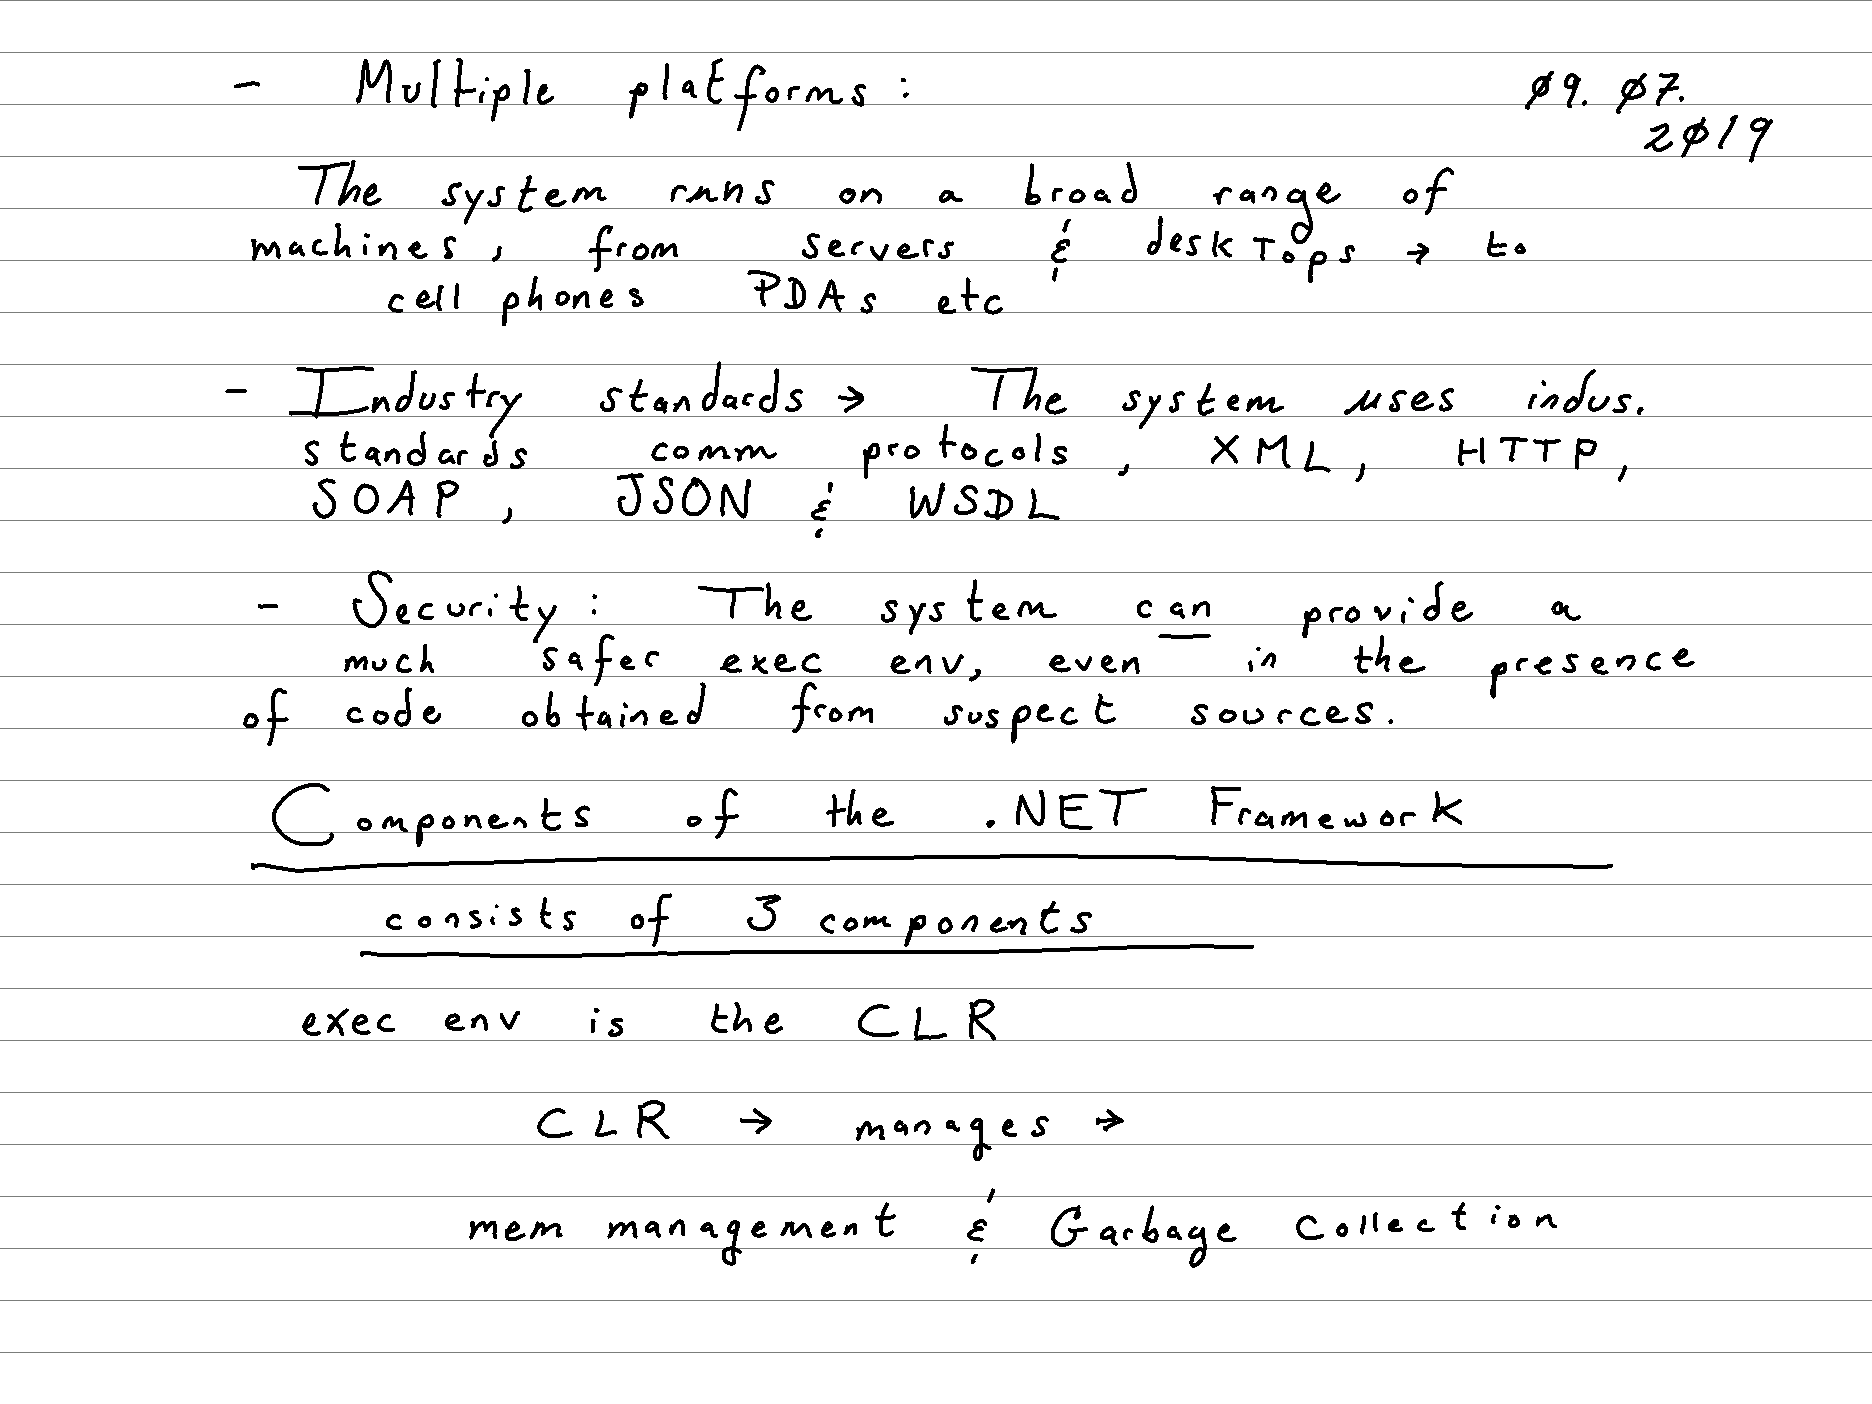 - Multiple platforms:
ø9. ø7.
2ø19
The system runs on a broad range of
machines, from servers & deskTops → to
cell phones PDAs etc
- Industry standards → The system uses indus.
standards comm protocols, XML, HTTP,
SOAP, JSON & WSDL
- Security: The system can provide a
much safer exec env, even in the presence
of code obtained from suspect sources.
Components of the .NET Framework
consists of 3 components
exec env is the CLR
CLR → manages →
mem management & Garbage Collection